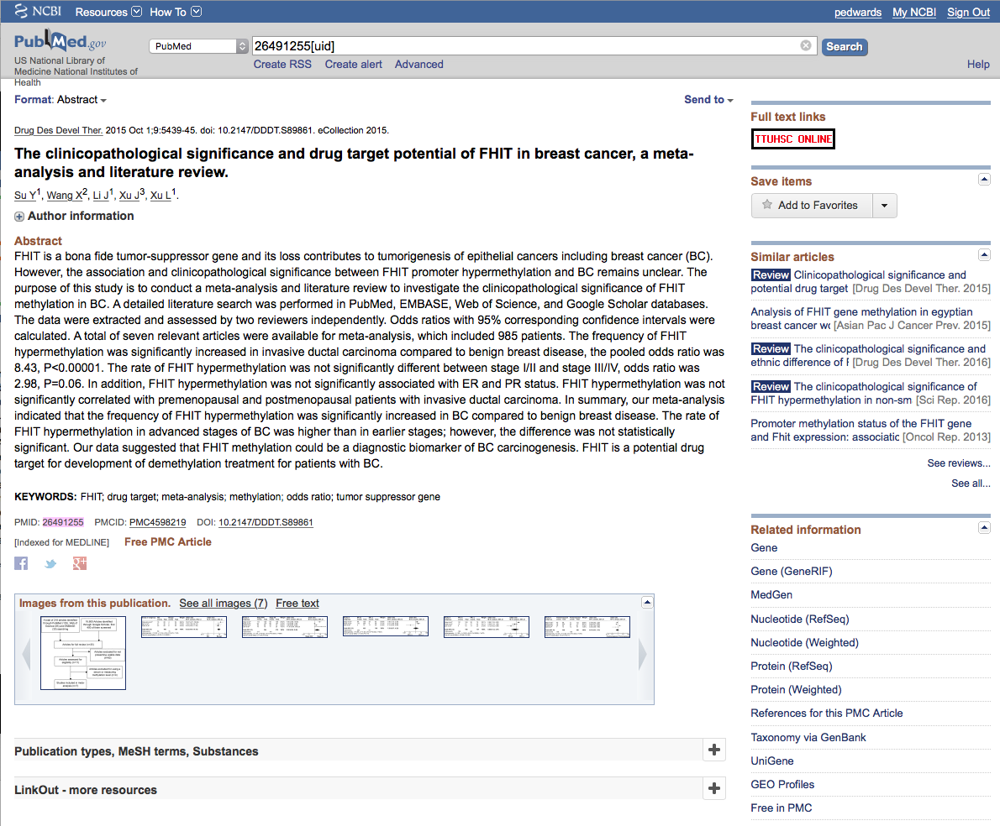 NCBI Resources How To pedwards My NCBI Sign Out
PubMed.gov
US National Library of
Medicine National Institutes of
Health
PubMed 26491255[uid] Search
Create RSS Create alert Advanced Help
Format: Abstract Send to
Drug Des Devel Ther. 2015 Oct 1;9:5439-45. doi: 10.2147/DDDT.S89861. eCollection 2015.
The clinicopathological significance and drug target potential of FHIT in breast cancer, a meta-
analysis and literature review.
Su Y1, Wang X2, Li J1, Xu J3, Xu L1.
Author information
Abstract
FHIT is a bona fide tumor-suppressor gene and its loss contributes to tumorigenesis of epithelial cancers including breast cancer (BC).
However, the association and clinicopathological significance between FHIT promoter hypermethylation and BC remains unclear. The
purpose of this study is to conduct a meta-analysis and literature review to investigate the clinicopathological significance of FHIT
methylation in BC. A detailed literature search was performed in PubMed, EMBASE, Web of Science, and Google Scholar databases.
The data were extracted and assessed by two reviewers independently. Odds ratios with 95% corresponding confidence intervals were
calculated. A total of seven relevant articles were available for meta-analysis, which included 985 patients. The frequency of FHIT
hypermethylation was significantly increased in invasive ductal carcinoma compared to benign breast disease, the pooled odds ratio was
8.43, P<0.00001. The rate of FHIT hypermethylation was not significantly different between stage I/II and stage III/IV, odds ratio was
2.98, P=0.06. In addition, FHIT hypermethylation was not significantly associated with ER and PR status. FHIT hypermethylation was not
significantly correlated with premenopausal and postmenopausal patients with invasive ductal carcinoma. In summary, our meta-analysis
indicated that the frequency of FHIT hypermethylation was significantly increased in BC compared to benign breast disease. The rate of
FHIT hypermethylation in advanced stages of BC was higher than in earlier stages; however, the difference was not statistically
significant. Our data suggested that FHIT methylation could be a diagnostic biomarker of BC carcinogenesis. FHIT is a potential drug
target for development of demethylation treatment for patients with BC.
KEYWORDS: FHIT; drug target; meta-analysis; methylation; odds ratio; tumor suppressor gene
PMID: 26491255 PMCID: PMC4598219 DOI: 10.2147/DDDT.S89861
[Indexed for MEDLINE] Free PMC Article
Images from this publication. See all images (7) Free text
Publication types, MeSH terms, Substances
LinkOut - more resources
Full text links
TTUHSC ONLINE
Save items
Add to Favorites
Similar articles
Review Clinicopathological significance and
potential drug target [Drug Des Devel Ther. 2015]
Analysis of FHIT gene methylation in egyptian
breast cancer [Asian Pac J Cancer Prev. 2015]
Review The clinicopathological significance and
ethnic difference of [Drug Des Devel Ther. 2016]
Review The clinicopathological significance of
FHIT hypermethylation in non-sm [Sci Rep. 2016]
Promoter methylation status of the FHIT gene
and Fhit expression: associatic [Oncol Rep. 2013]
See reviews...
See all...
Related information
Gene
Gene (GeneRIF)
MedGen
Nucleotide (RefSeq)
Nucleotide (Weighted)
Protein (RefSeq)
Protein (Weighted)
References for this PMC Article
Taxonomy via GenBank
UniGene
GEO Profiles
Free in PMC